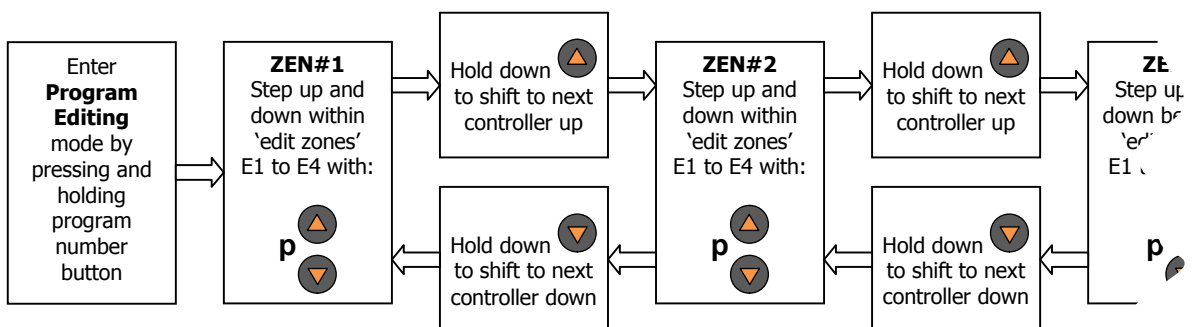 Enter
Program
Editing
mode by
pressing and
holding
program
number
button
ZEN#1
Step up and
down within
‘edit zones’
E1 to E4 with:
p
Hold down
to shift to next
controller up
Hold down
to shift to next
controller down
ZEN#2
Step up and
down within
‘edit zones’
E1 to E4 with:
p
Hold down
to shift to next
controller up
Hold down
to shift to next
controller down
Step up
down
E1
p